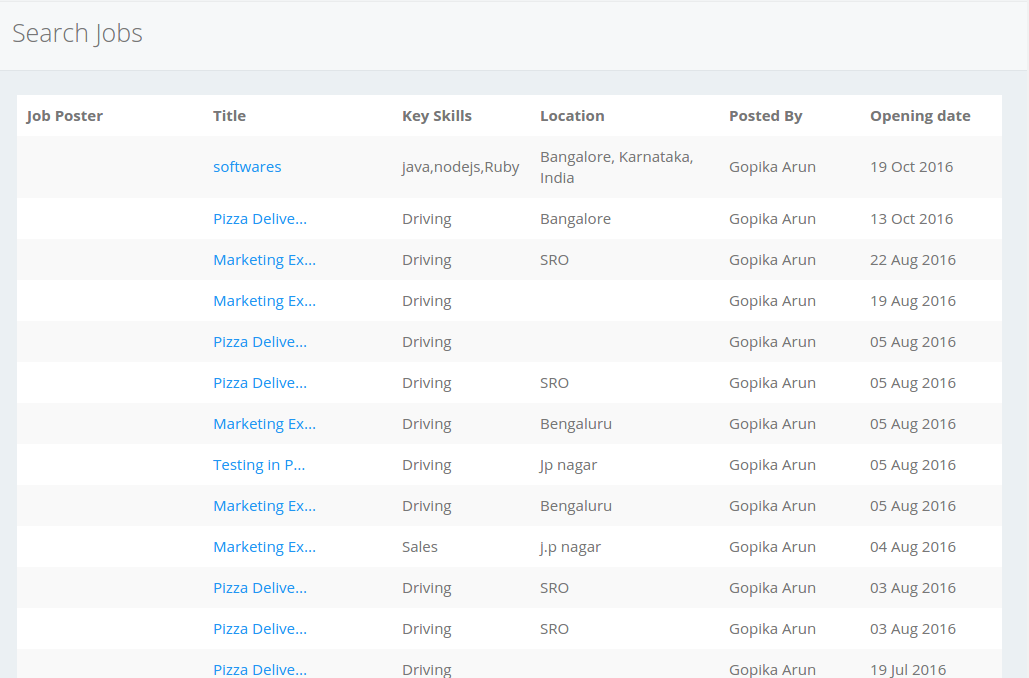 Search Jobs
Job Poster Title Key Skills Location Posted By Opening date
softwares java,nodejs,Ruby Bangalore, Karnataka, India Gopika Arun 19 Oct 2016
Pizza Delive... Driving Bangalore Gopika Arun 13 Oct 2016
Marketing Ex... Driving SRO Gopika Arun 22 Aug 2016
Marketing Ex... Driving Gopika Arun 19 Aug 2016
Pizza Delive... Driving Gopika Arun 05 Aug 2016
Pizza Delive... Driving SRO Gopika Arun 05 Aug 2016
Marketing Ex... Driving Bengaluru Gopika Arun 05 Aug 2016
Testing in P... Driving Jp nagar Gopika Arun 05 Aug 2016
Marketing Ex... Driving Bengaluru Gopika Arun 05 Aug 2016
Marketing Ex... Sales j.p nagar Gopika Arun 04 Aug 2016
Pizza Delive... Driving SRO Gopika Arun 03 Aug 2016
Pizza Delive... Driving SRO Gopika Arun 03 Aug 2016
Pizza Delive... Driving Gopika Arun 19 Jul 2016